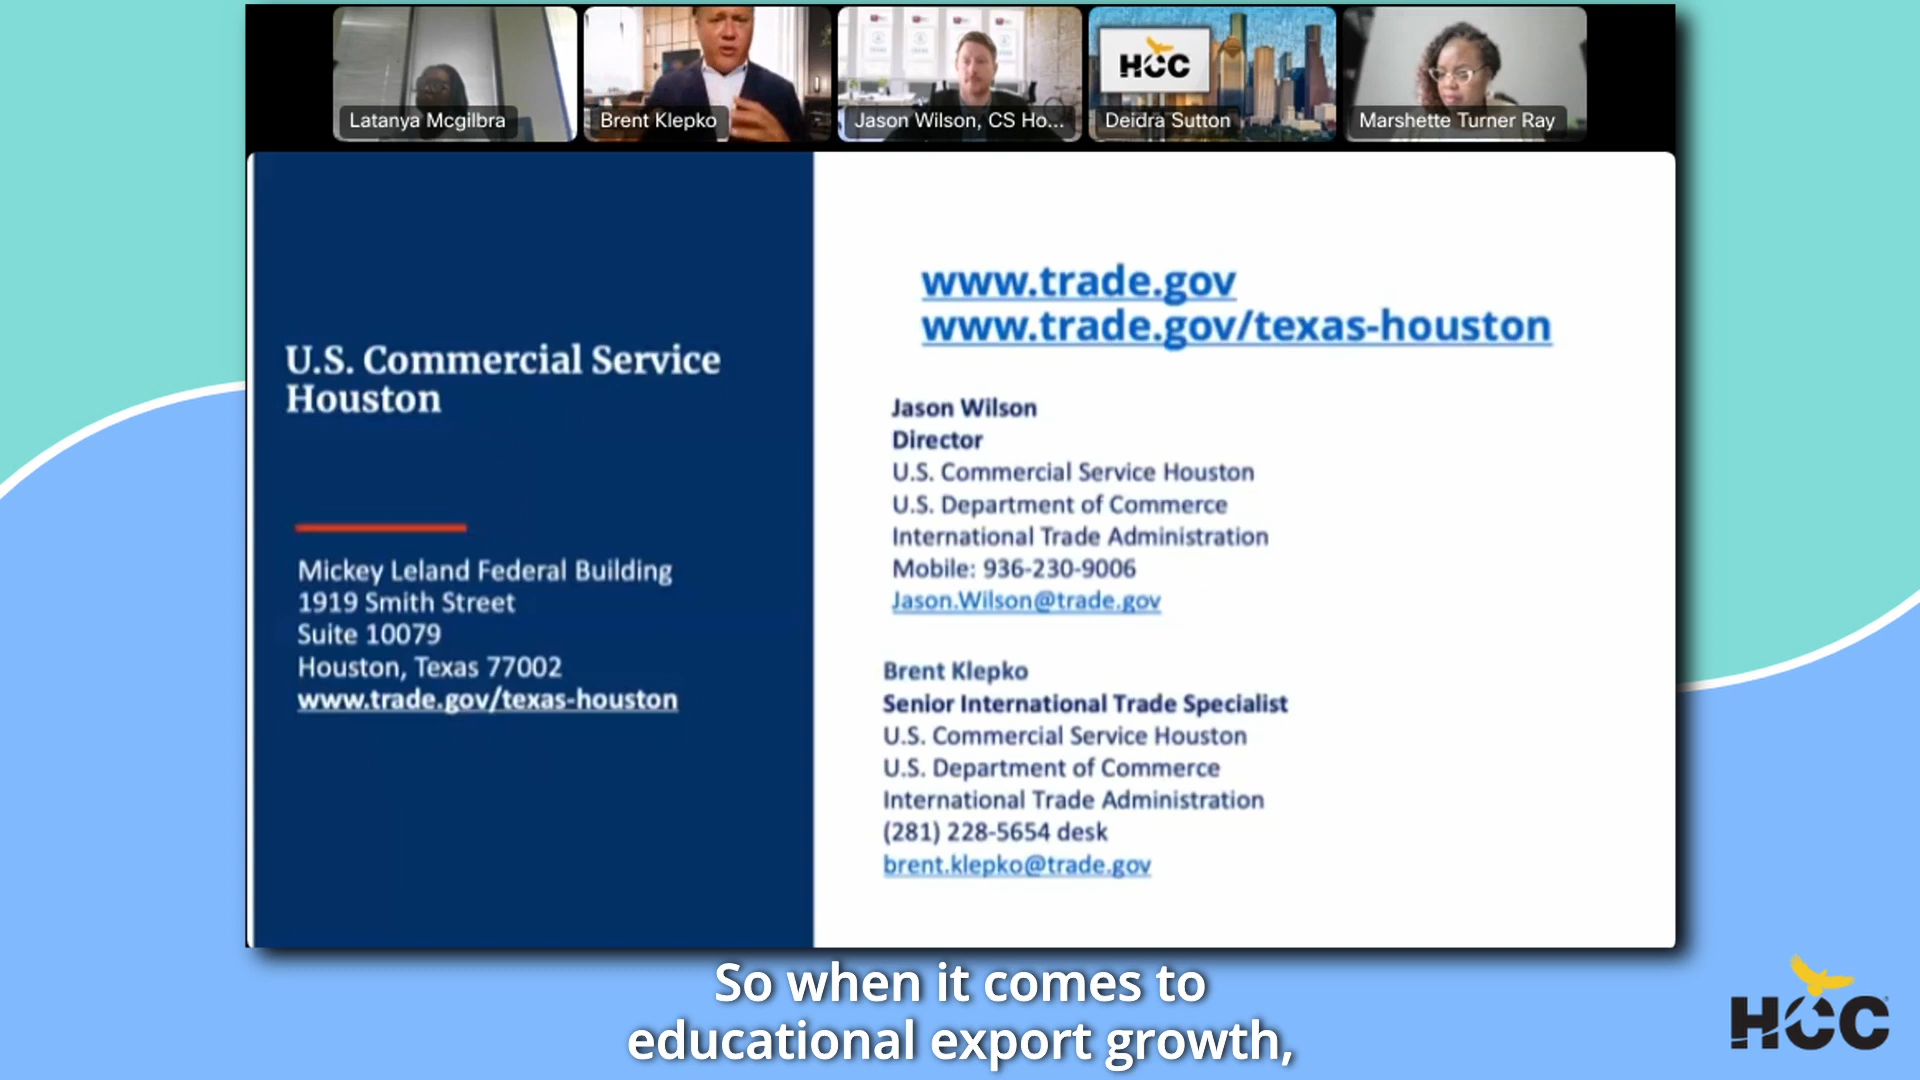 HCC
Latanya Mcgilbra
Brent Klepko
Jason Wilson, CS Ho...
Deidra Sutton
Marshette Turner Ray
U.S. Commercial Service
Houston
Mickey Leland Federal Building
1919 Smith Street
Suite 10079
Houston, Texas 77002
www.trade.gov/texas-houston
www.trade.gov
www.trade.gov/texas-houston
Jason Wilson
Director
U.S. Commercial Service Houston
U.S. Department of Commerce
International Trade Administration
Mobile: 936-230-9006
Jason.Wilson@trade.gov
Brent Klepko
Senior International Trade Specialist
U.S. Commercial Service Houston
U.S. Department of Commerce
International Trade Administration
(281) 228-5654 desk
brent.klepko@trade.gov
So when it comes to
educational export growth,
HCC